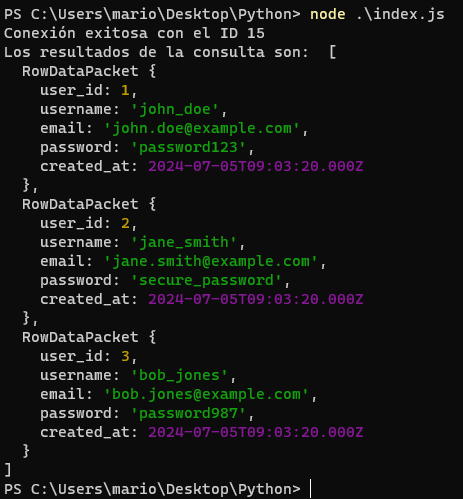 PS C:\Users\mario\Desktop\Python> node .\index.js
Conexión exitosa con el ID 15
Los resultados de la consulta son:  [
  RowDataPacket {
    user_id: 1,
    username: 'john_doe',
    email: 'john.doe@example.com',
    password: 'password123',
    created_at: 2024-07-05T09:03:20.000Z
  },
  RowDataPacket {
    user_id: 2,
    username: 'jane_smith',
    email: 'jane.smith@example.com',
    password: 'secure_password',
    created_at: 2024-07-05T09:03:20.000Z
  },
  RowDataPacket {
    user_id: 3,
    username: 'bob_jones',
    email: 'bob.jones@example.com',
    password: 'password987',
    created_at: 2024-07-05T09:03:20.000Z
  }
]
PS C:\Users\mario\Desktop\Python>